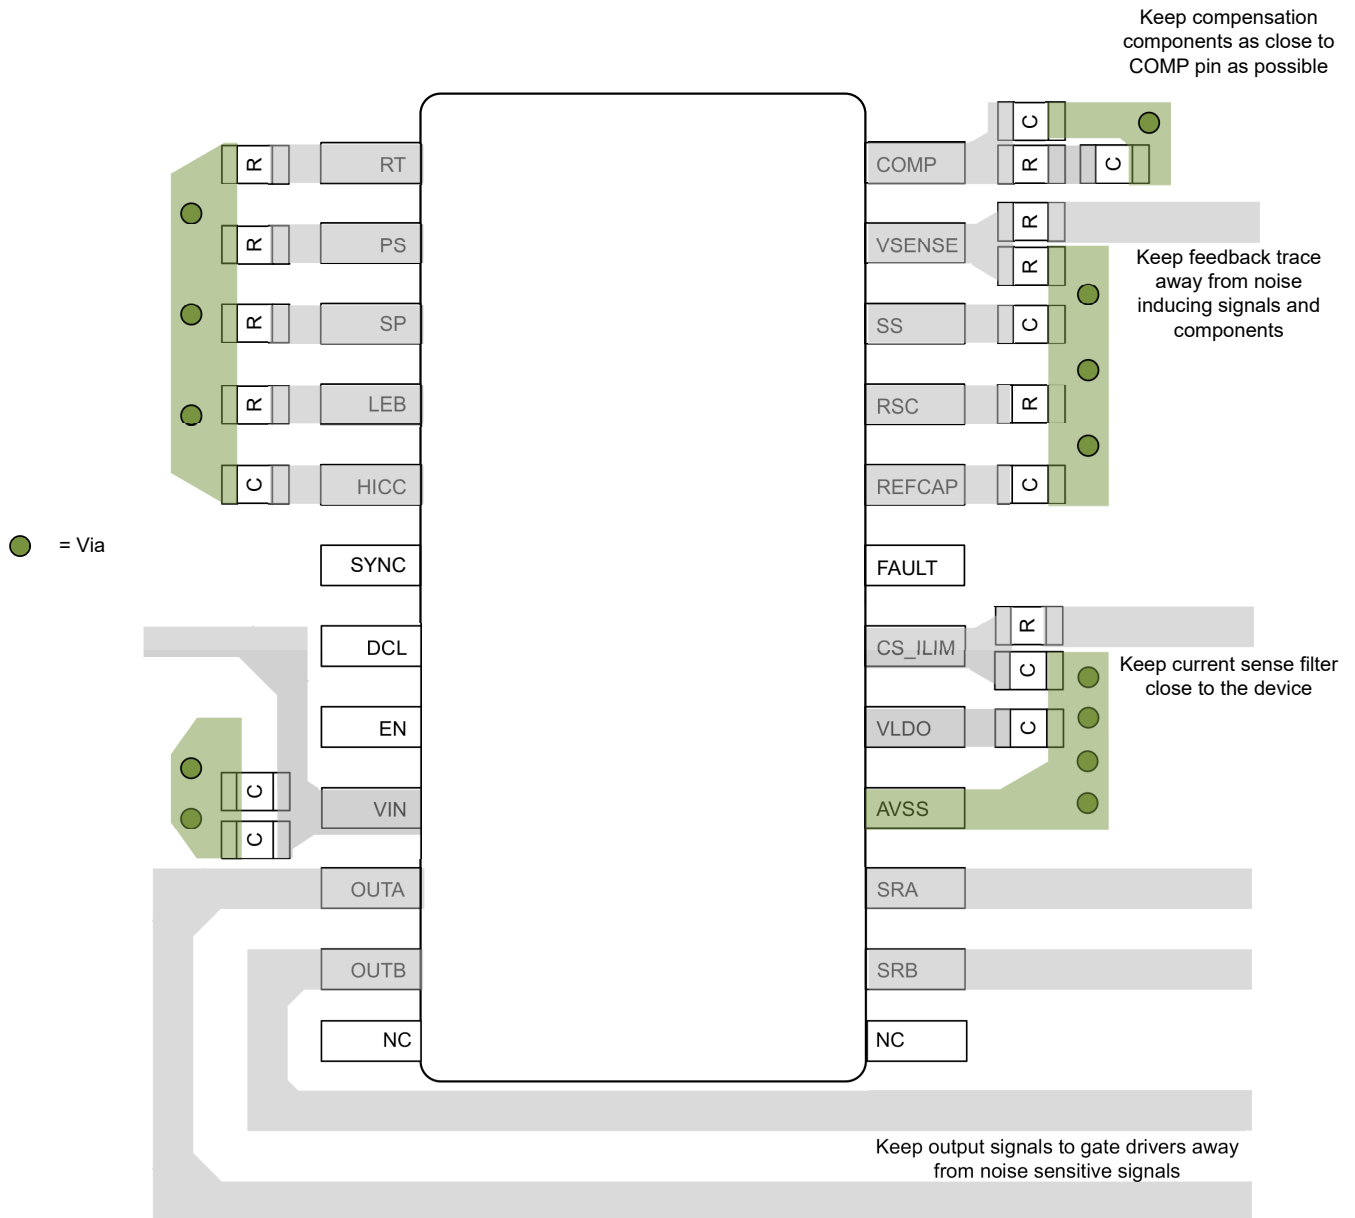 Keep compensation
components as close to
COMP pin as possible
C
R
RT
COMP
R
C
R
PS
VSENSE
R
R
Keep feedback trace
away from noise
inducing signals and
components
R
SP
SS
C
R
LEB
RSC
R
C
HICC
REFCAP
C
= Via
SYNC
FAULT
DCL
CS_ILIM
R
C
Keep current sense filter
close to the device
EN
VLDO
C
C
C
VIN
AVSS
OUTA
SRA
OUTB
SRB
NC
NC
Keep output signals to gate drivers away
from noise sensitive signals